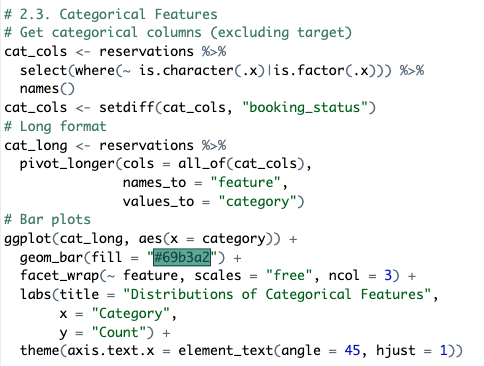 # 2.3. Categorical Features
# Get categorical columns (excluding target)
cat_cols <- reservations %>%
  select(where(~ is.character(.x)|is.factor(.x))) %>%
  names()
cat_cols <- setdiff(cat_cols, "booking_status")
# Long format
cat_long <- reservations %>%
  pivot_longer(cols = all_of(cat_cols),
               names_to = "feature",
               values_to = "category")
# Bar plots
ggplot(cat_long, aes(x = category)) +
  geom_bar(fill = "#69b3a2") +
  facet_wrap(~ feature, scales = "free", ncol = 3) +
  labs(title = "Distributions of Categorical Features",
       x = "Category",
       y = "Count") +
  theme(axis.text.x = element_text(angle = 45, hjust = 1))